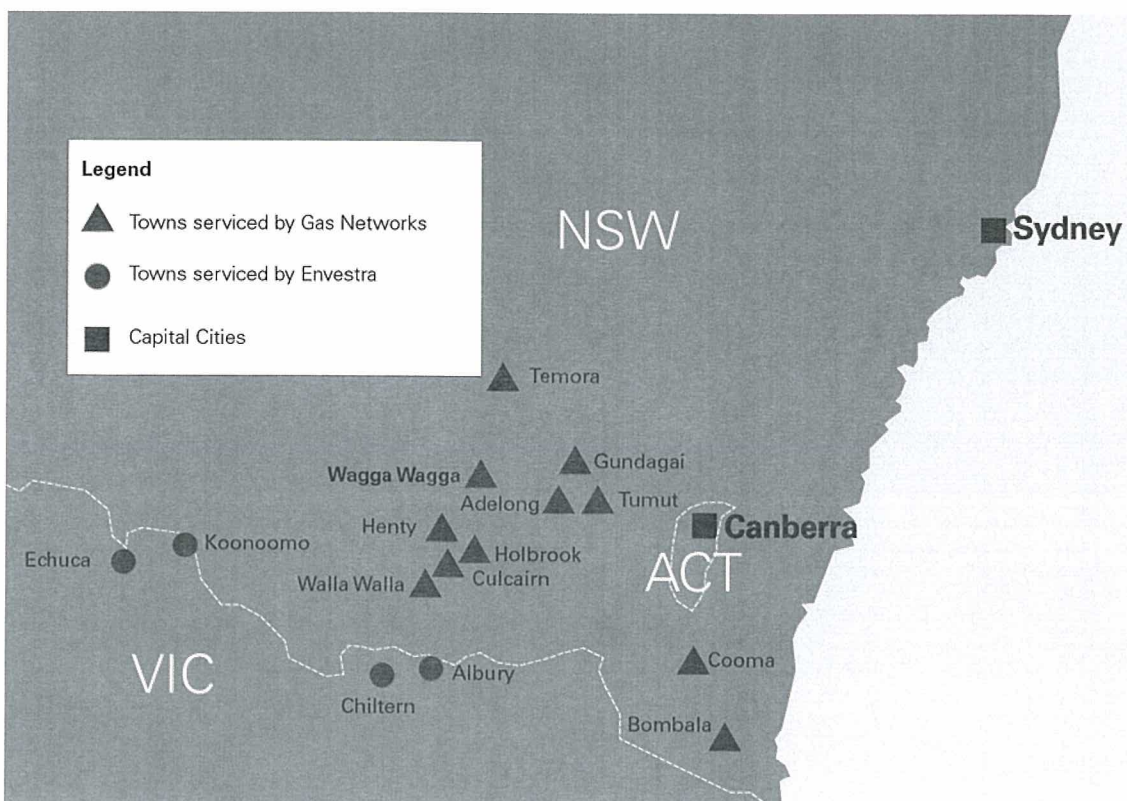 Legend
Towns serviced by Gas Networks
Towns serviced by Envestra
Capital Cities
NSW
Sydney
Temora
Wagga Wagga
Gundagai
Adelong
Tumut
Henty
Canberra
Echuca
Koonoomo
Holbrook
ACT
Culcairn
Walla Walla
VIC
Cooma
Albury
Chiltern
Bombala